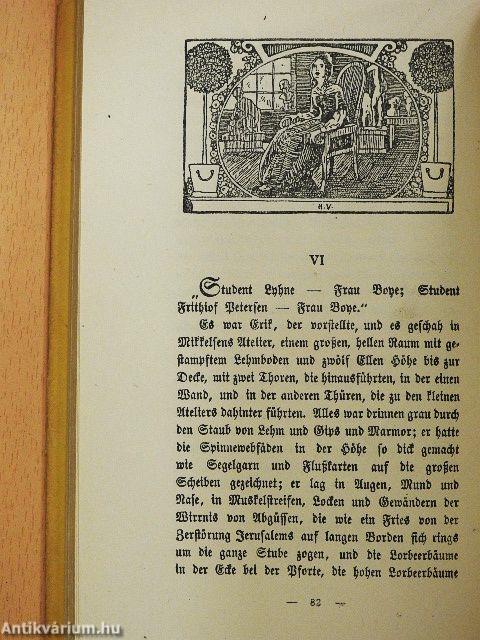 H.V.
VI
„Student Lyhne — Frau Boye; Student
Frithiof Petersen — Frau Boye.“
Es war Erik, der vorstellte, und es geschah in
Mikkelsens Atelier, einem großen, hellen Raum mit ge-
stampftem Lehmboden und zwölf Ellen Höhe bis zur
Decke, mit zwei Thoren, die hinausführten, in der einen
Wand, und in der anderen Thüren, die zu den kleinen
Ateliers dahinter führten. Alles war drinnen grau durch
den Staub von Lehm und Gips und Marmor; er hatte
die Spinnewebfäden in der Höhe so dick gemacht
wie Segelgarn und Flußkarten auf die großen
Scheiben gezeichnet; er lag in Augen, Mund und
Nase, in Muskelstreifen, Locken und Gewändern der
Wirrnis von Abgüssen, die wie ein Fries von der
Zerstörung Jerusalems auf langen Borden sich rings
um die ganze Stube zogen, und die Lorbeerbäume
in der Ecke bei der Pforte, die hohen Lorbeerbäume
— 82 —
Antikvárium.hu